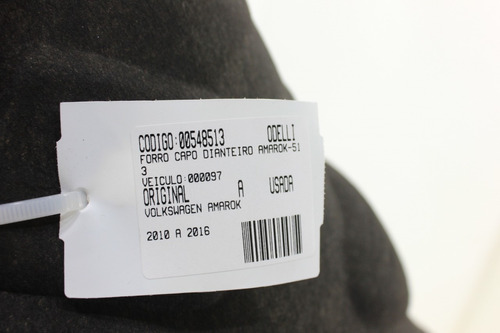 CODIGO:00548513 ODELLI
FORRO CAPO DIANTEIRO AMAROK-51
3
VEICULO:000097
ORIGINAL A USADA
VOLKSWAGEN AMAROK
2010 A 2016